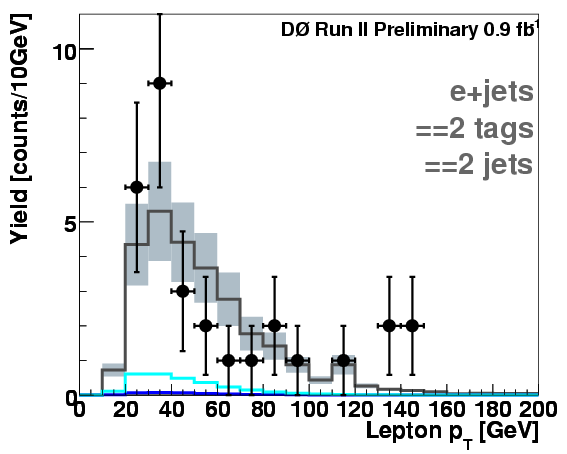 DØ Run II Preliminary 0.9 fb⁻¹
e+jets
==2 tags
==2 jets
Yield [counts/10GeV]
10
5
0
0 20 40 60 80 100 120 140 160 180 200
Lepton p_T [GeV]